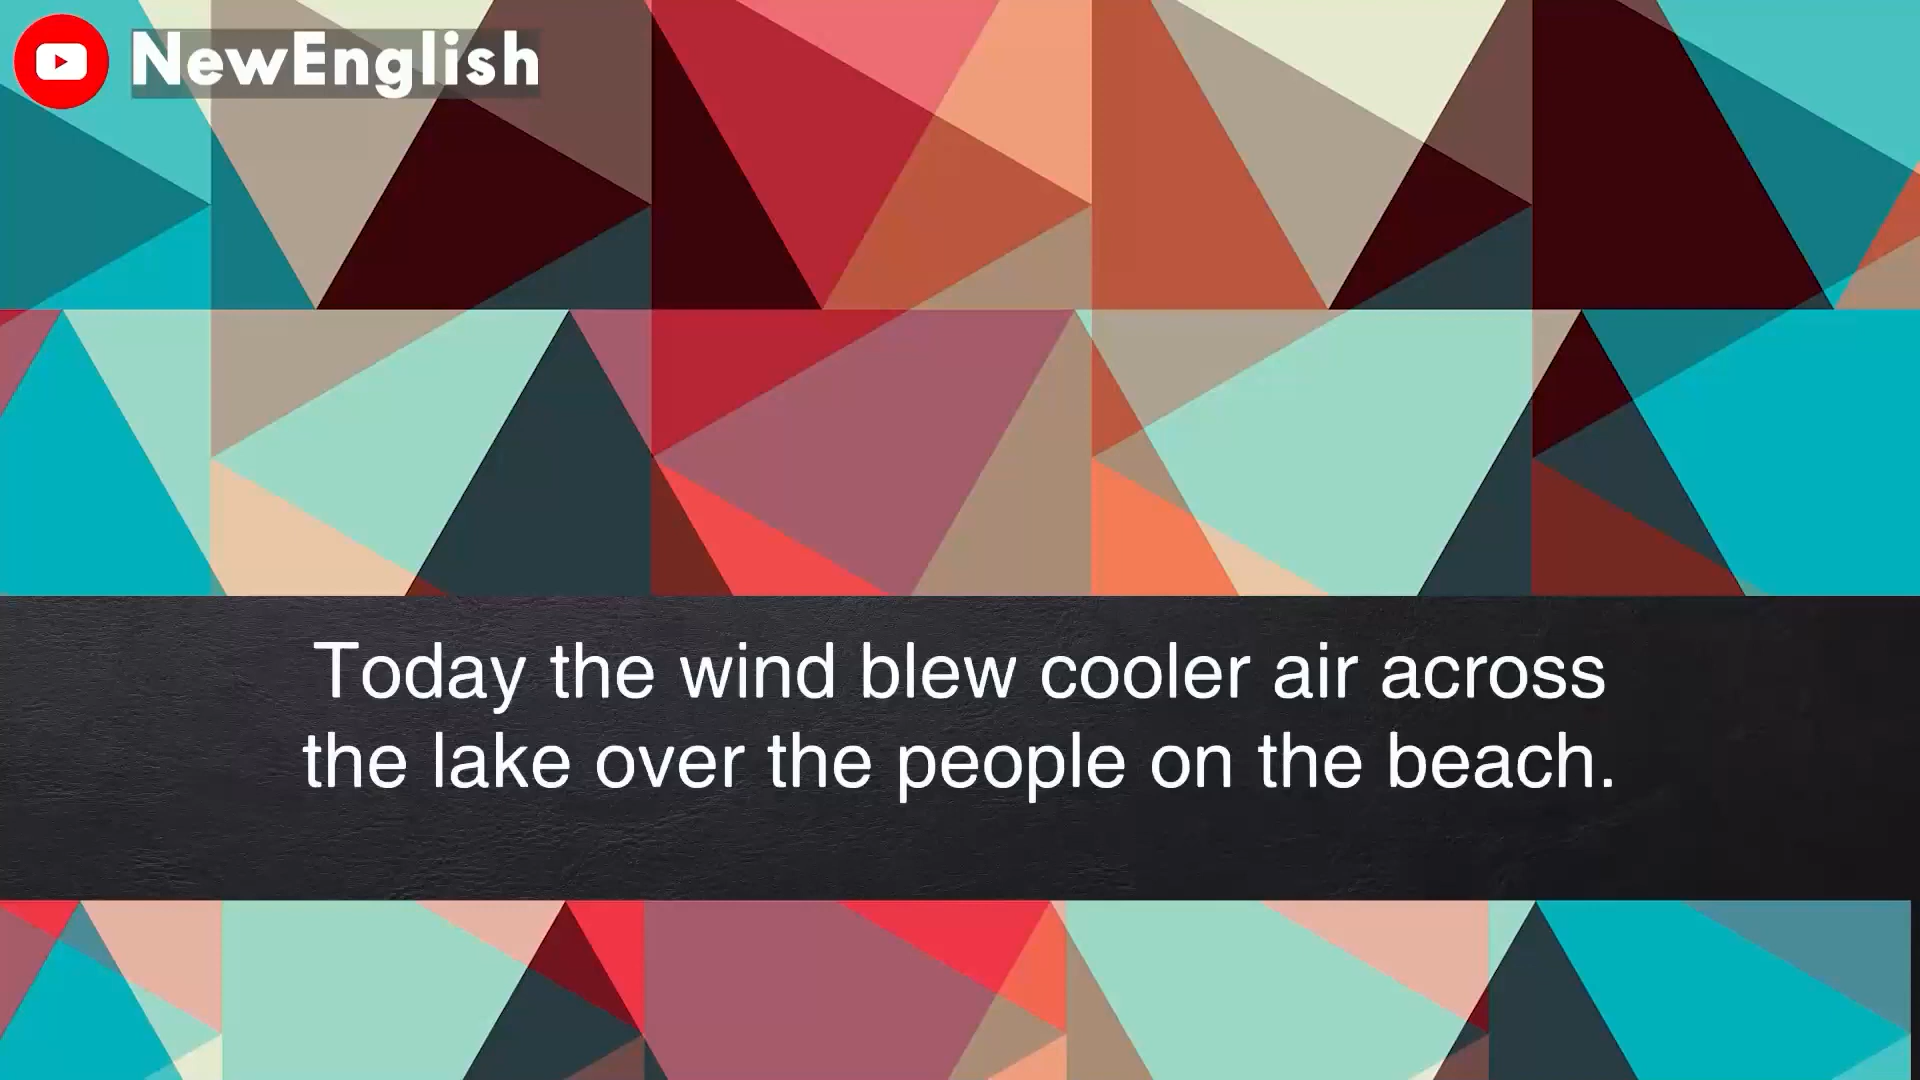 NewEnglish
Today the wind blew cooler air across
the lake over the people on the beach.